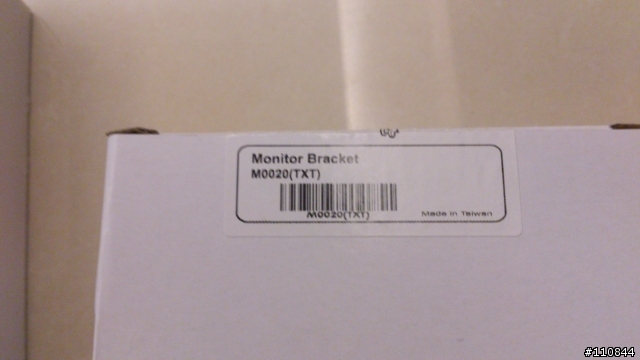 Monitor Bracket
M0020(TXT)
M0020(TXT)
Made in Taiwan
#110844